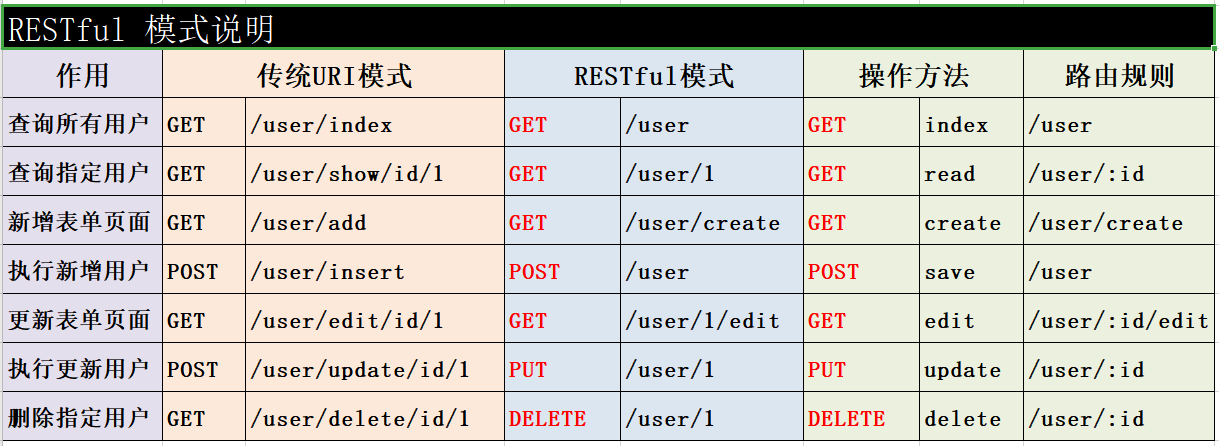 RESTful 模式说明
作用 传统URI模式 RESTful模式 操作方法 路由规则
查询所有用户 GET /user/index GET /user GET index /user
查询指定用户 GET /user/show/id/1 GET /user/1 GET read /user/:id
新增表单页面 GET /user/add GET /user/create GET create /user/create
执行新增用户 POST /user/insert POST /user POST save /user
更新表单页面 GET /user/edit/id/1 GET /user/1/edit GET edit /user/:id/edit
执行更新用户 POST /user/update/id/1 PUT /user/1 PUT update /user/:id
删除指定用户 GET /user/delete/id/1 DELETE /user/1 DELETE delete /user/:id